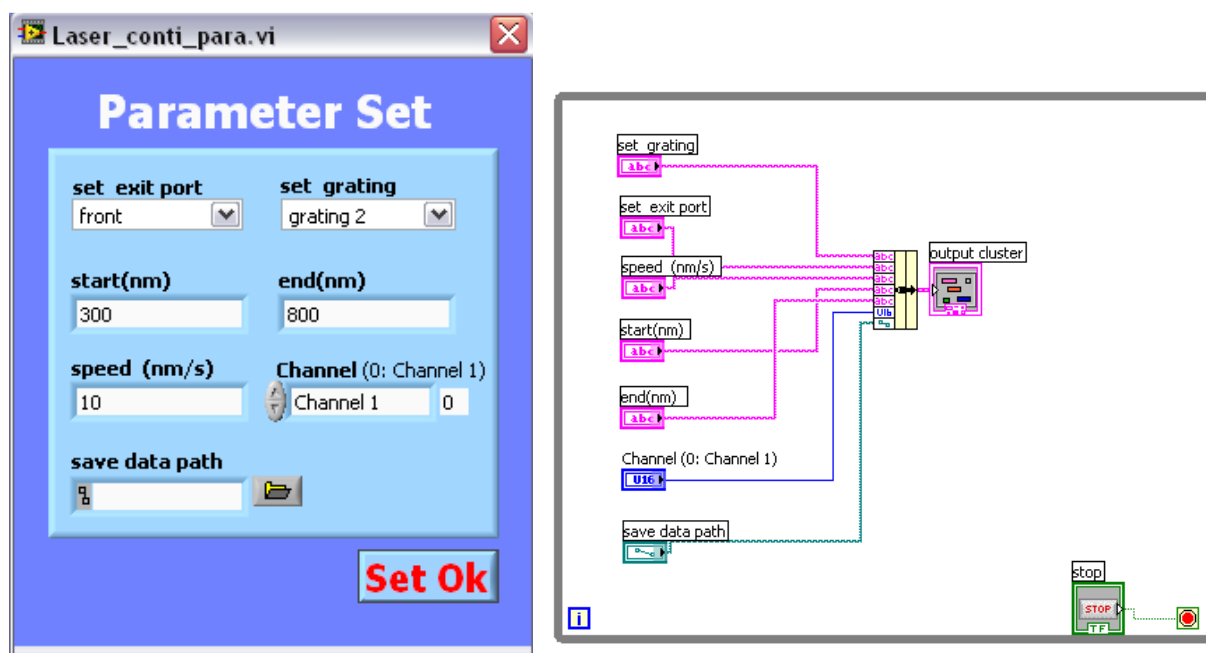 Laser_conti_para.vi
Parameter Set
set exit port
set grating
front
grating 2
start(nm)
end(nm)
300
800
speed (nm/s)
Channel (0: Channel 1)
10
Channel 1
0
save data path
Set Ok
set grating
abc
set exit port
abc
speed (nm/s)
abc
start(nm)
abc
end(nm)
abc
Channel (0: Channel 1)
U16
save data path
abc
abc
abc
abc
abc
U16
output cluster
i
stop
STOP
TF